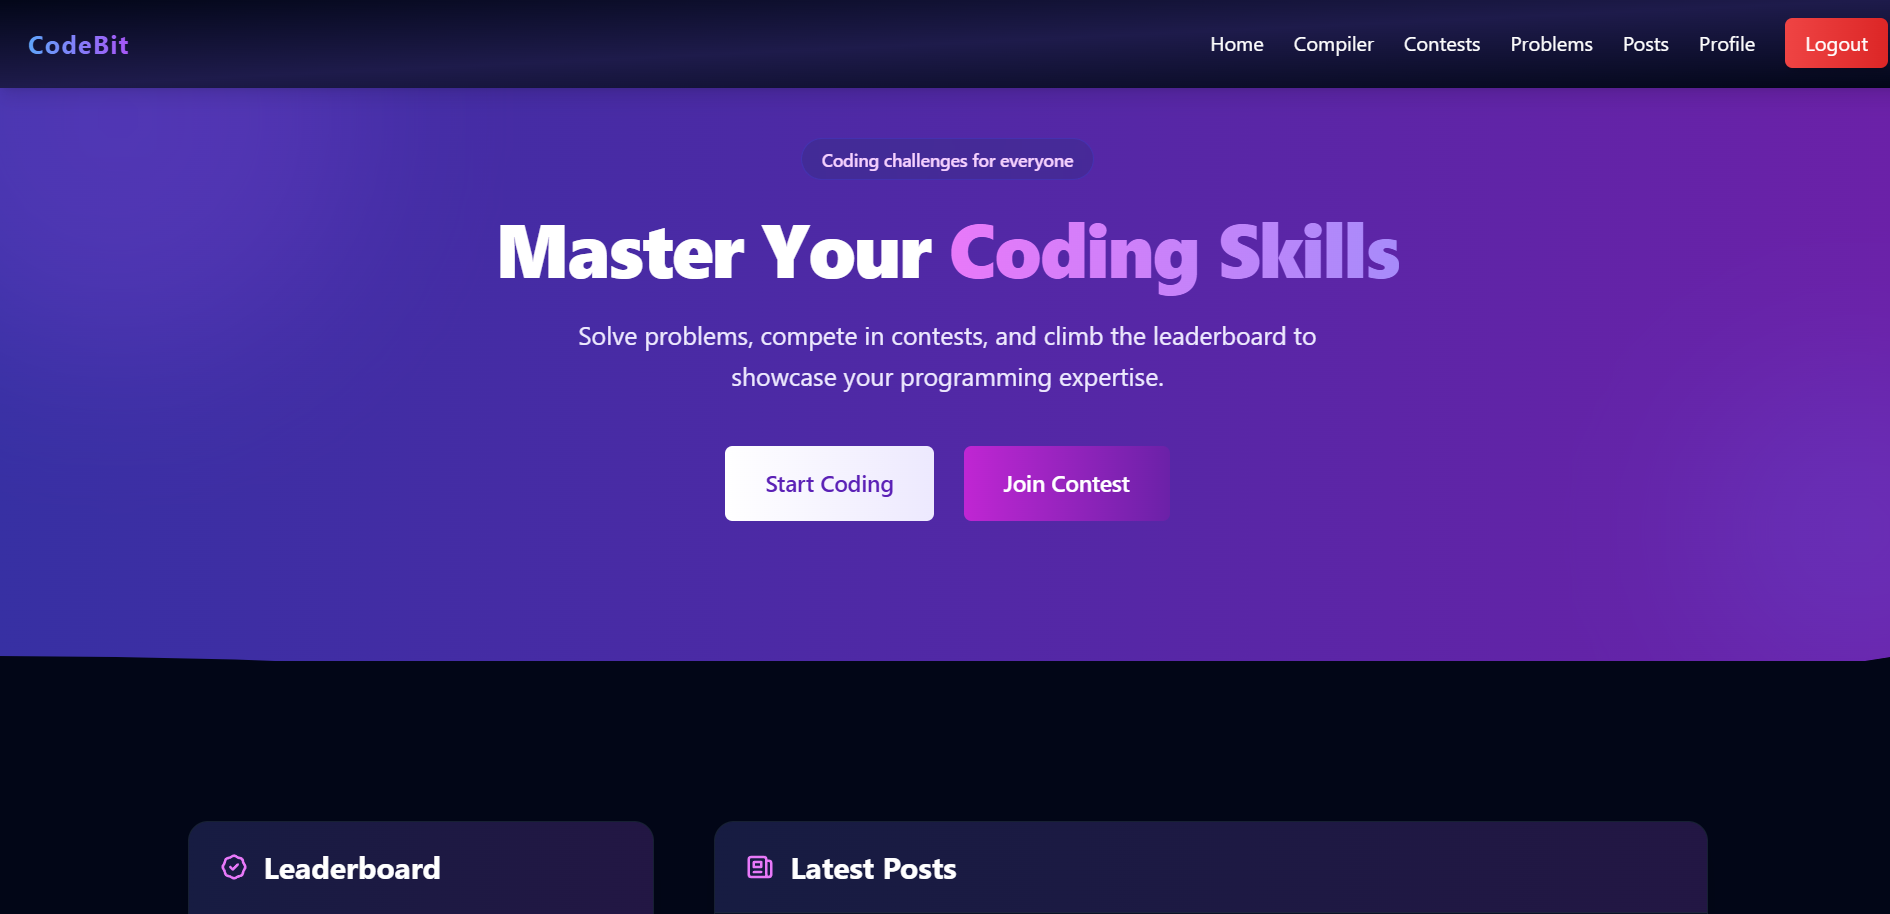 CodeBit
Home Compiler Contests Problems Posts Profile Logout
Coding challenges for everyone
Master Your Coding Skills
Solve problems, compete in contests, and climb the leaderboard to
showcase your programming expertise.
Start Coding Join Contest
Leaderboard
Latest Posts